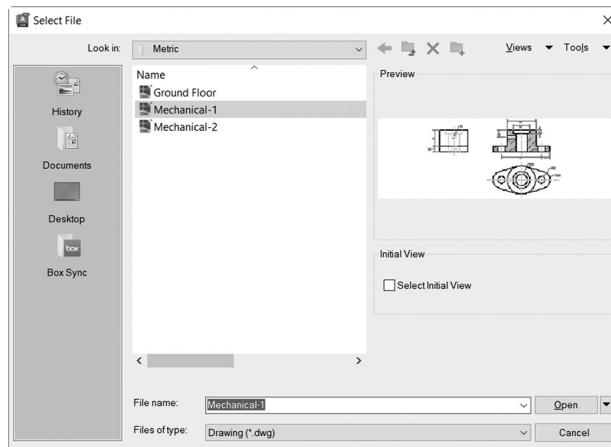 Select File
Look in: Metric Views Tools
Name
Ground Floor
Mechanical-1
Mechanical-2
History
Documents
Desktop
Box Sync
box
Preview
Initial View
Select Initial View
File name: Mechanical-1 Open
Files of type: Drawing (*.dwg) Cancel